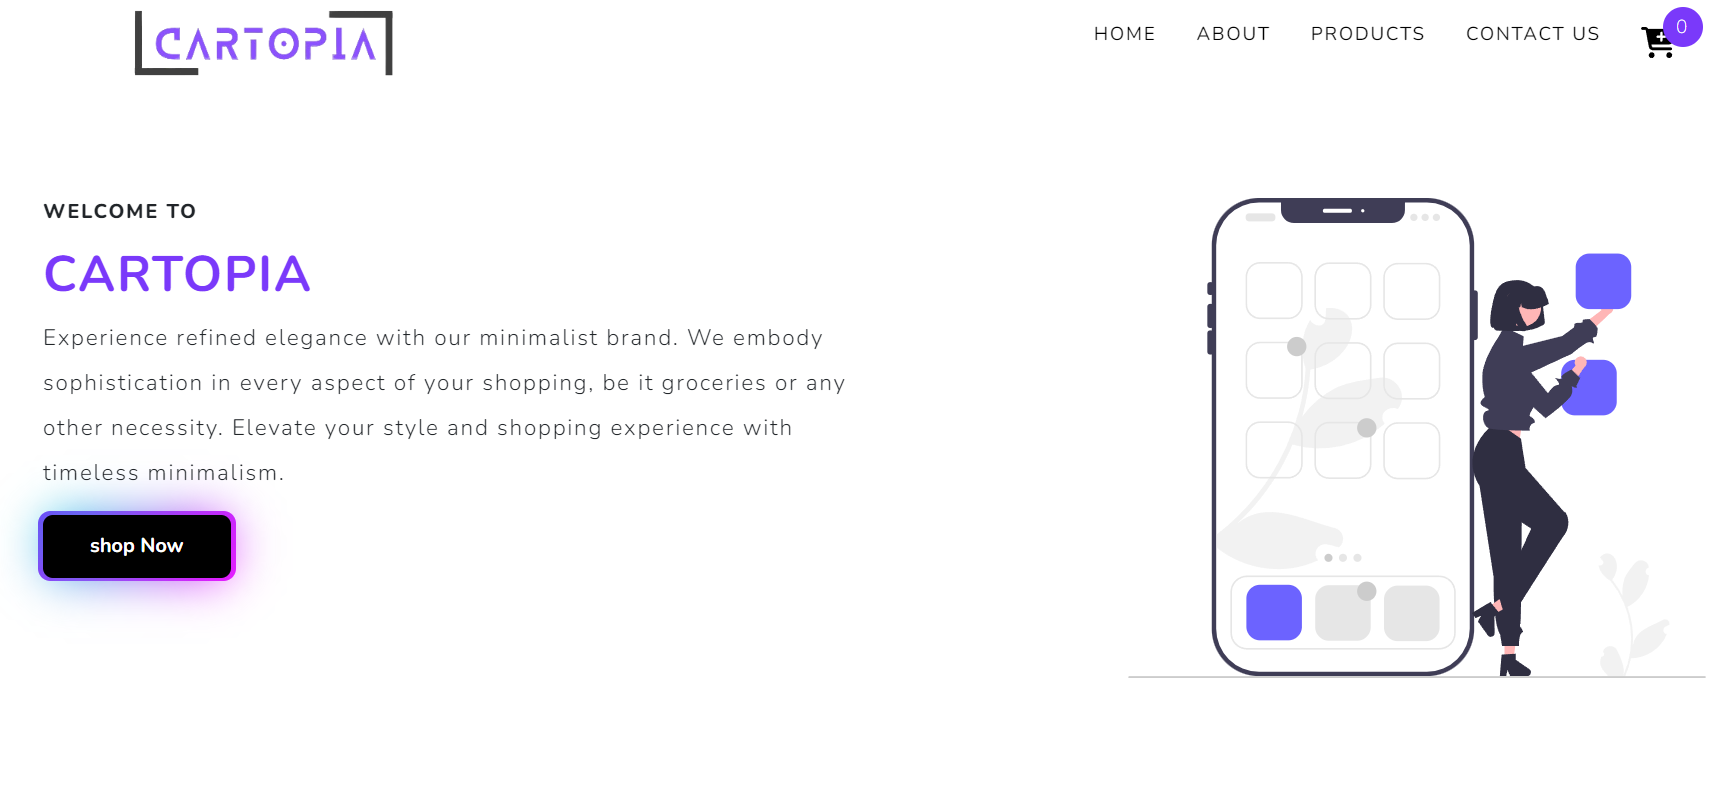 CARTOPIA
HOME ABOUT PRODUCTS CONTACT US 0
WELCOME TO
CARTOPIA
Experience refined elegance with our minimalist brand. We embody
sophistication in every aspect of your shopping, be it groceries or any
other necessity. Elevate your style and shopping experience with
timeless minimalism.
shop Now